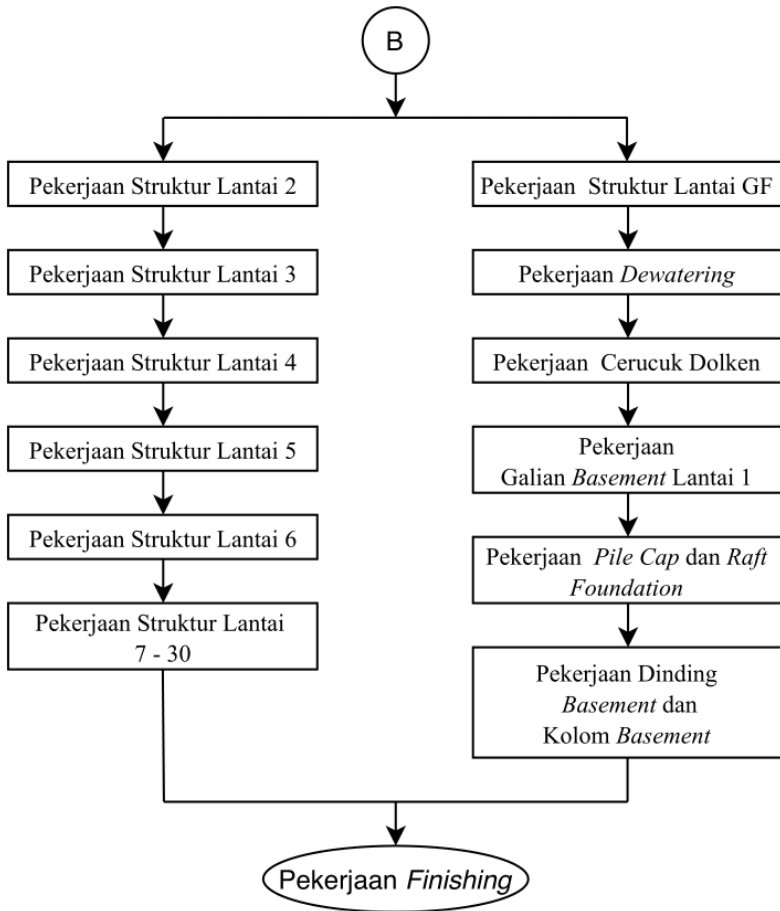 B
Pekerjaan Struktur Lantai 2
Pekerjaan Struktur Lantai 3
Pekerjaan Struktur Lantai 4
Pekerjaan Struktur Lantai 5
Pekerjaan Struktur Lantai 6
Pekerjaan Struktur Lantai
7 - 30
Pekerjaan Struktur Lantai GF
Pekerjaan Dewatering
Pekerjaan Cerucuk Dolken
Pekerjaan
Galian Basement Lantai 1
Pekerjaan Pile Cap dan Raft
Foundation
Pekerjaan Dinding
Basement dan
Kolom Basement
Pekerjaan Finishing